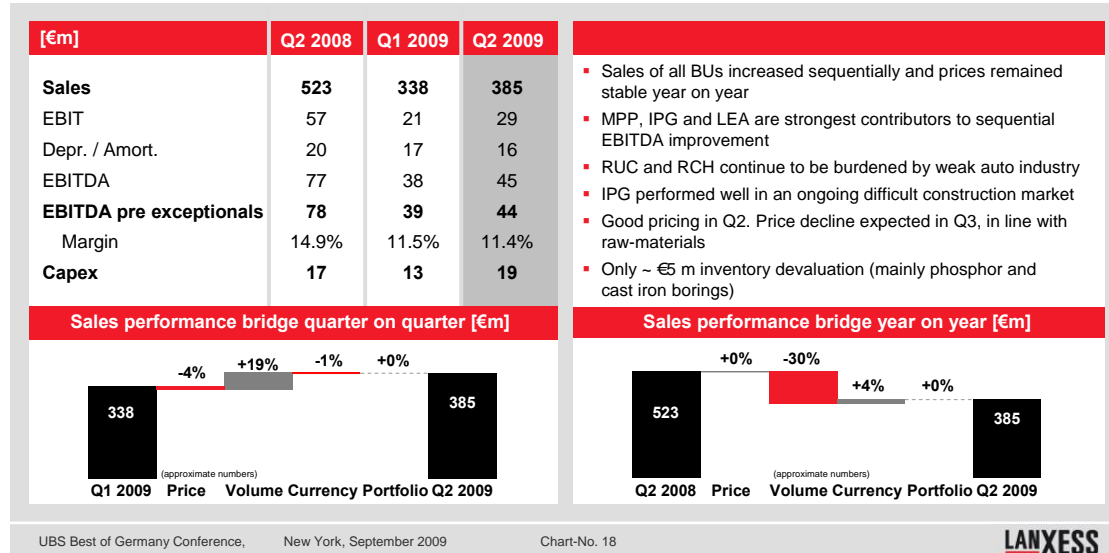 [€m] Q2 2008 Q1 2009 Q2 2009
Sales 523 338 385
EBIT 57 21 29
Depr. / Amort. 20 17 16
EBITDA 77 38 45
EBITDA pre exceptionals 78 39 44
Margin 14.9% 11.5% 11.4%
Capex 17 13 19
▪ Sales of all BUs increased sequentially and prices remained
stable year on year
▪ MPP, IPG and LEA are strongest contributors to sequential
EBITDA improvement
▪ RUC and RCH continue to be burdened by weak auto industry
▪ IPG performed well in an ongoing difficult construction market
▪ Good pricing in Q2. Price decline expected in Q3, in line with
raw-materials
▪ Only ~ €5 m inventory devaluation (mainly phosphor and
cast iron borings)
Sales performance bridge quarter on quarter [€m]
-4% +19% -1% +0%
338 385
(approximate numbers)
Q1 2009 Price Volume Currency Portfolio Q2 2009
Sales performance bridge year on year [€m]
+0% -30% +4% +0%
523 385
(approximate numbers)
Q2 2008 Price Volume Currency Portfolio Q2 2009
UBS Best of Germany Conference, New York, September 2009 Chart-No. 18
LANXESS